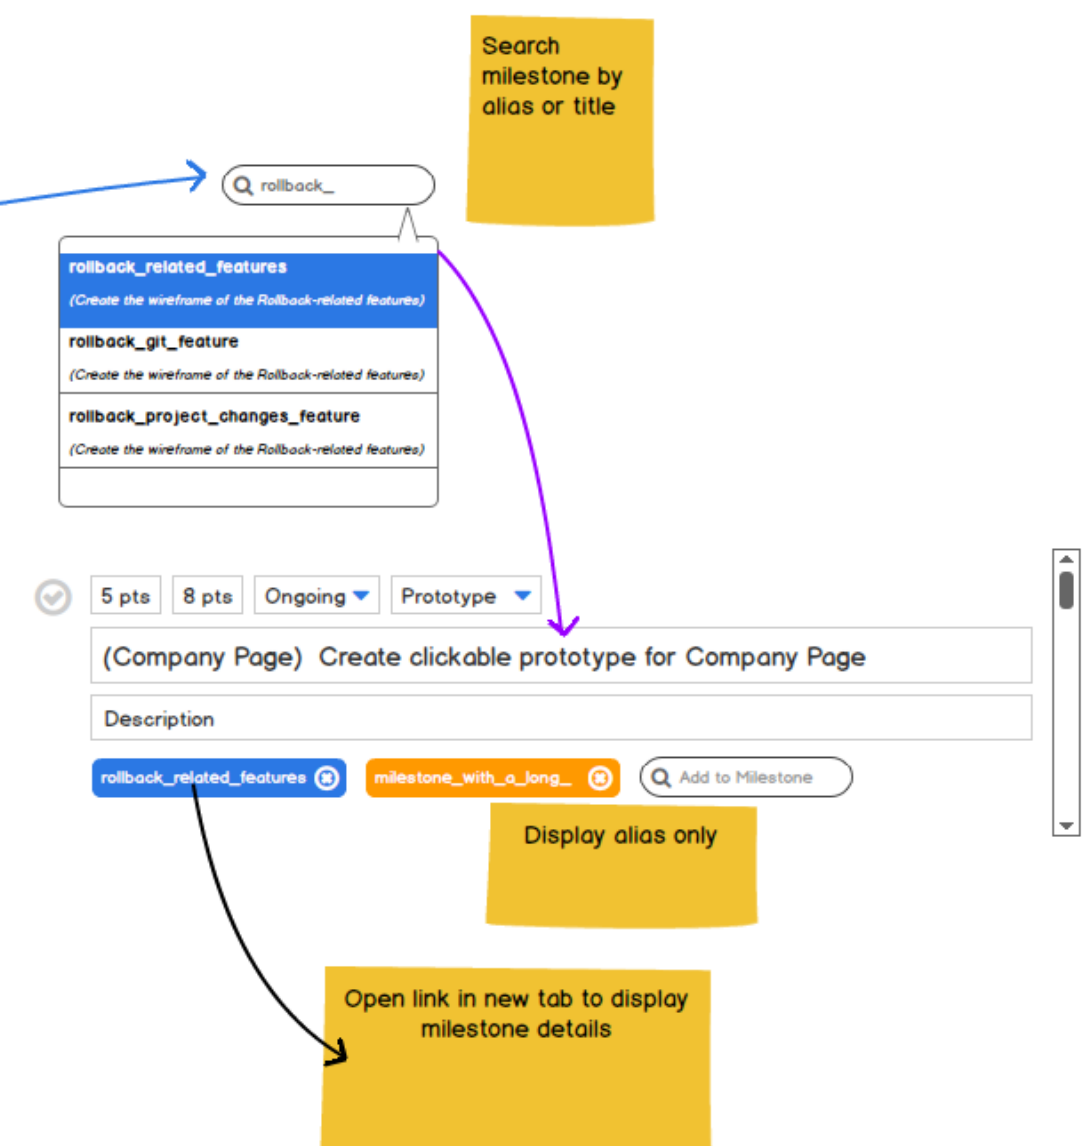 Search
milestone by
alias or title
rollback_
rollback_related_features
(Create the wireframe of the Rollback-related features)
rollback_git_feature
(Create the wireframe of the Rollback-related features)
rollback_project_changes_feature
(Create the wireframe of the Rollback-related features)
5 pts 8 pts Ongoing Prototype
(Company Page) Create clickable prototype for Company Page
Description
rollback_related_features milestone_with_a_long_ Add to Milestone
Display alias only
Open link in new tab to display
milestone details